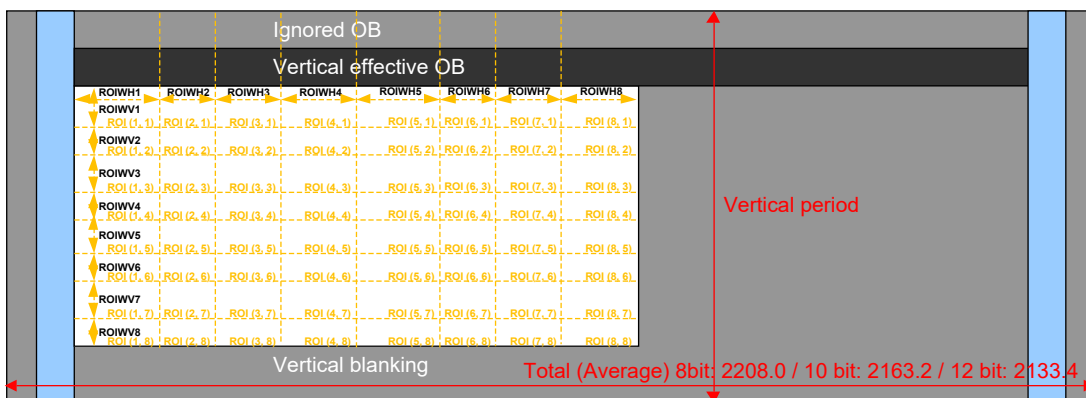 Ignored OB
Vertical effective OB
ROIWH1 ROIWH2 ROIWH3 ROIWH4 ROIWH5 ROIWH6 ROIWH7 ROIWH8
ROIWV1
ROI (1, 1) ROI (2, 1) ROI (3, 1) ROI (4, 1) ROI (5, 1) ROI (6, 1) ROI (7, 1) ROI (8, 1)
ROIWV2
ROI (1, 2) ROI (2, 2) ROI (3, 2) ROI (4, 2) ROI (5, 2) ROI (6, 2) ROI (7, 2) ROI (8, 2)
ROIWV3
ROI (1, 3) ROI (2, 3) ROI (3, 3) ROI (4, 3) ROI (5, 3) ROI (6, 3) ROI (7, 3) ROI (8, 3)
Vertical period
ROIWV4
ROI (1, 4) ROI (2, 4) ROI (3, 4) ROI (4, 4) ROI (5, 4) ROI (6, 4) ROI (7, 4) ROI (8, 4)
ROIWV5
ROI (1, 5) ROI (2, 5) ROI (3, 5) ROI (4, 5) ROI (5, 5) ROI (6, 5) ROI (7, 5) ROI (8, 5)
ROIWV6
ROI (1, 6) ROI (2, 6) ROI (3, 6) ROI (4, 6) ROI (5, 6) ROI (6, 6) ROI (7, 6) ROI (8, 6)
ROIWV7
ROI (1, 7) ROI (2, 7) ROI (3, 7) ROI (4, 7) ROI (5, 7) ROI (6, 7) ROI (7, 7) ROI (8, 7)
ROIWV8
ROI (1, 8) ROI (2, 8) ROI (3, 8) ROI (4, 8) ROI (5, 8) ROI (6, 8) ROI (7, 8) ROI (8, 8)
Vertical blanking
Total (Average) 8bit: 2208.0 / 10 bit: 2163.2 / 12 bit: 2133.4